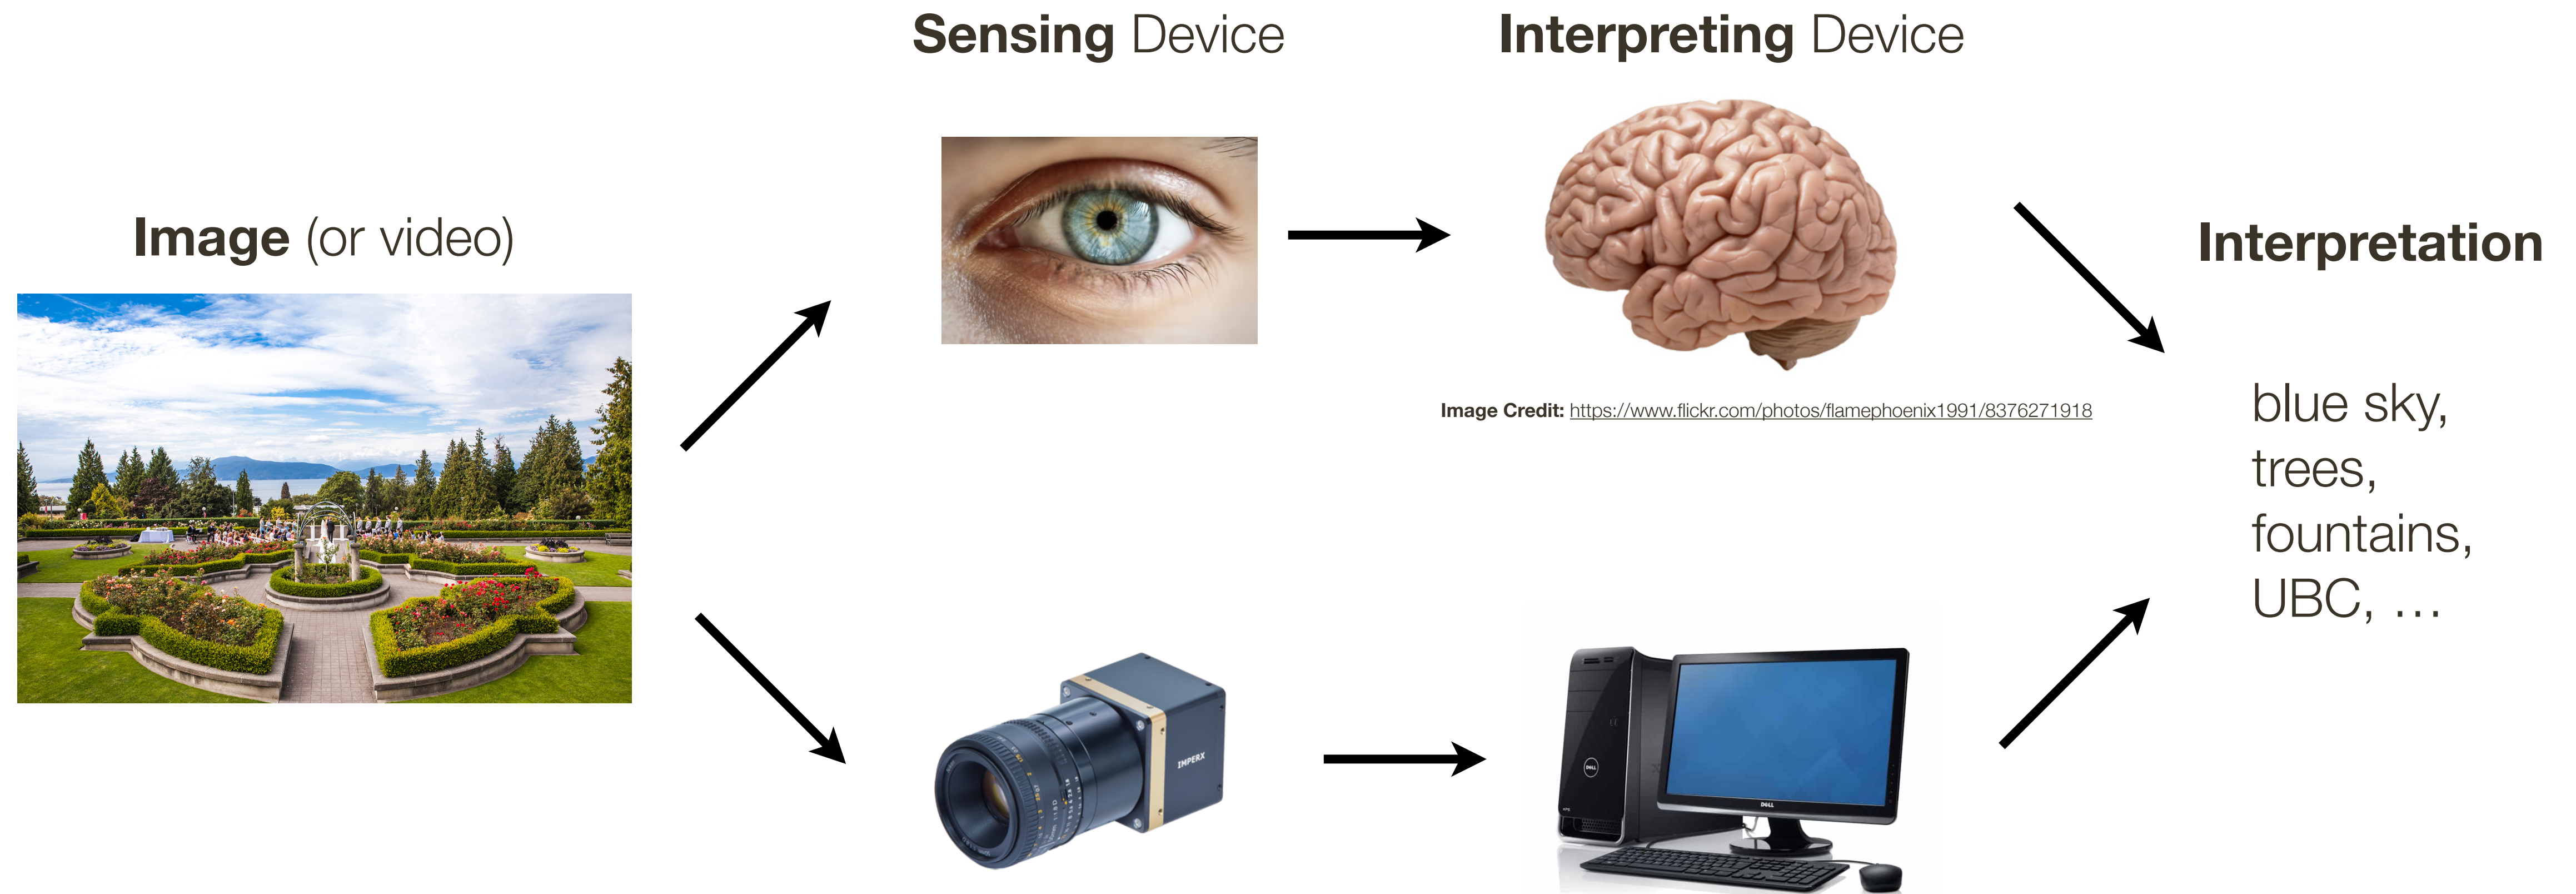 Sensing Device
Interpreting Device
Image (or video)
Interpretation
Image Credit: https://www.flickr.com/photos/flamephoenix1991/8376271918
blue sky,
trees,
fountains,
UBC, …
IMPERX
DELL
DELL